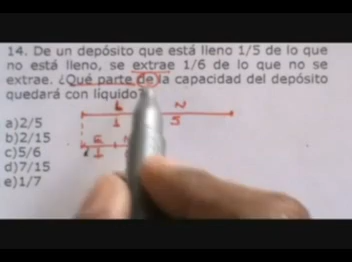 14. De un depósito que está lleno 1/5 de lo que
no está lleno, se extrae 1/6 de lo que no se
extrae. ¿Qué parte de la capacidad del depósito
quedará con líquido?
L N
1 5
a)2/5
E N
b)2/15
1
c)5/6
d)7/15
e)1/7